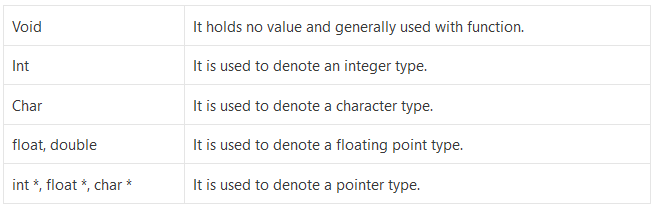 Void It holds no value and generally used with function.
Int It is used to denote an integer type.
Char It is used to denote a character type.
float, double It is used to denote a floating point type.
int *, float *, char * It is used to denote a pointer type.